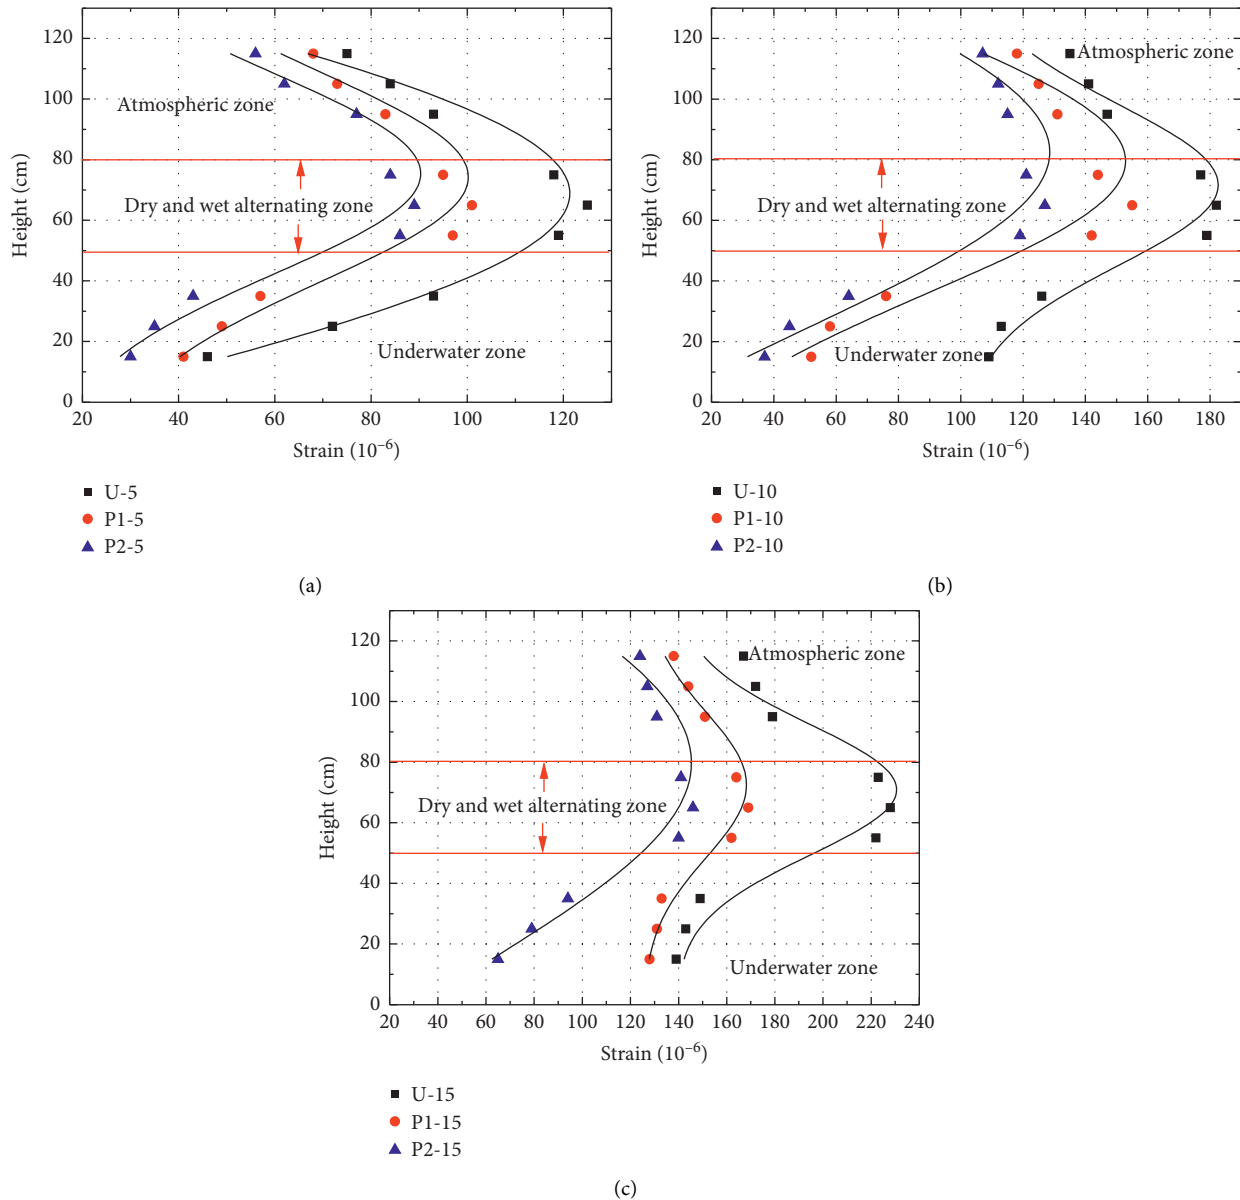 120
100
80
60
40
20
0
Height (cm)
Atmospheric zone
Dry and wet alternating zone
Underwater zone
20 40 60 80 100 120
Strain (10⁻⁶)
U-5
P1-5
P2-5
(a)
120
100
80
60
40
20
0
Height (cm)
Atmospheric zone
Dry and wet alternating zone
Underwater zone
20 40 60 80 100 120 140 160 180
Strain (10⁻⁶)
U-10
P1-10
P2-10
(b)
120
100
80
60
40
20
0
Height (cm)
Atmospheric zone
Dry and wet alternating zone
Underwater zone
20 40 60 80 100 120 140 160 180 200 220 240
Strain (10⁻⁶)
U-15
P1-15
P2-15
(c)